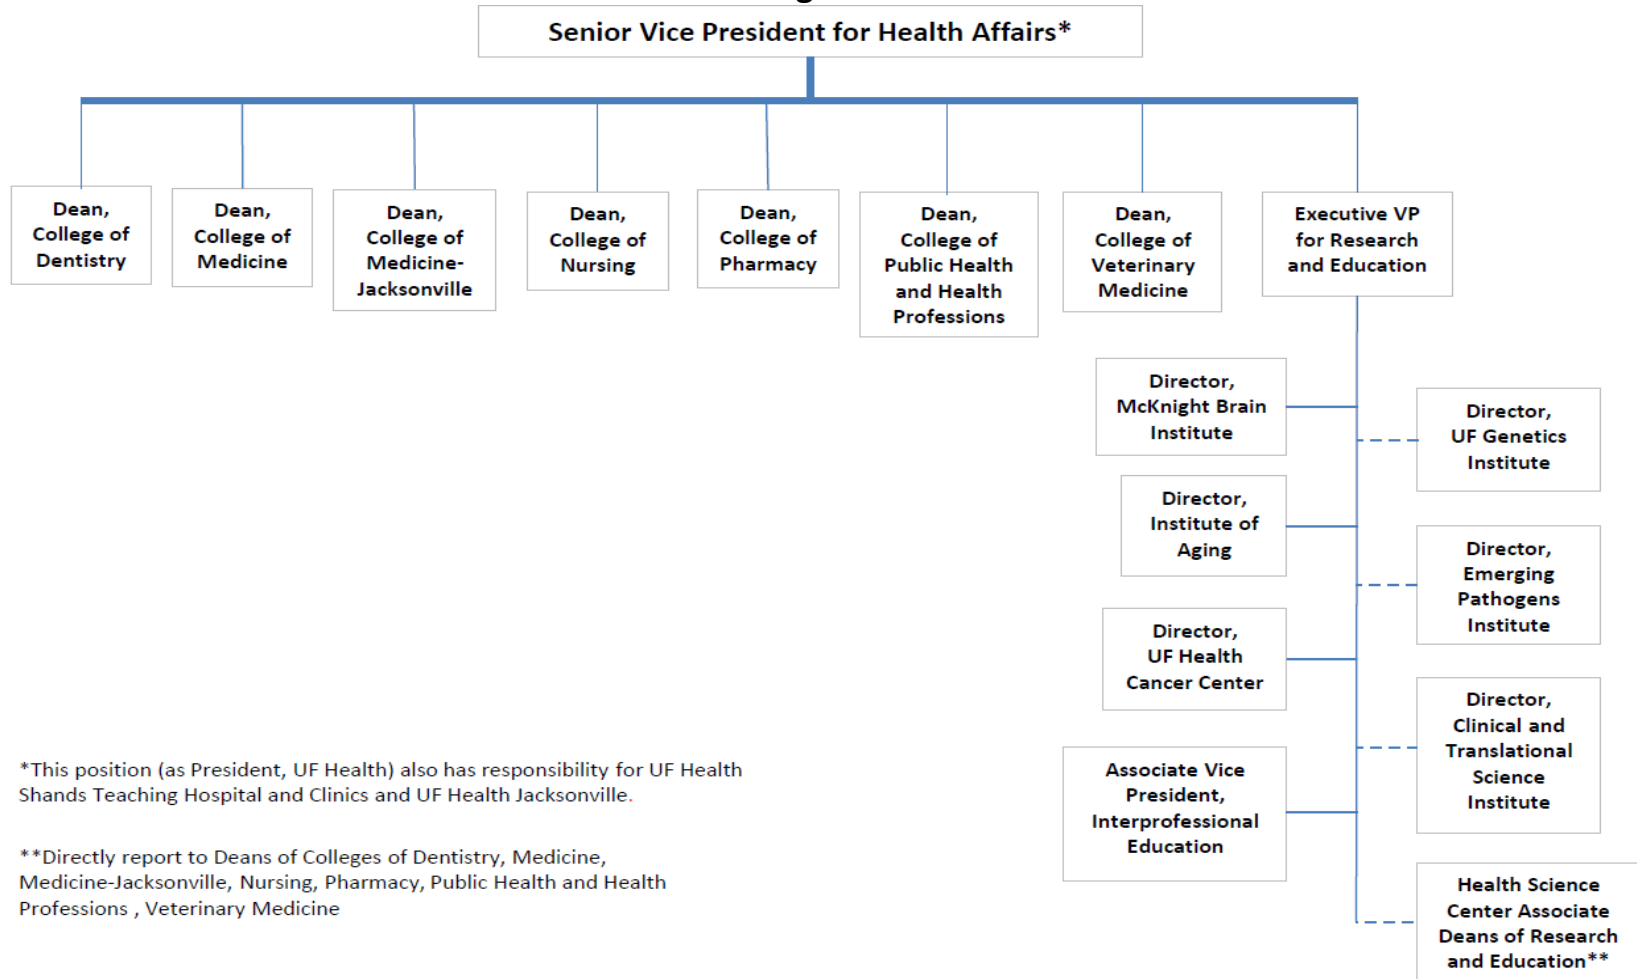 Senior Vice President for Health Affairs*
Dean,
College of
Dentistry
Dean,
College of
Medicine
Dean,
College of
Medicine-
Jacksonville
Dean,
College of
Nursing
Dean,
College of
Pharmacy
Dean,
College of
Public Health
and Health
Professions
Dean,
College of
Veterinary
Medicine
Executive VP
for Research
and Education
Director,
McKnight Brain
Institute
Director,
UF Genetics
Institute
Director,
Institute of
Aging
Director,
Emerging
Pathogens
Institute
Director,
UF Health
Cancer Center
Director,
Clinical and
Translational
Science
Institute
Associate Vice
President,
Interprofessional
Education
Health Science
Center Associate
Deans of Research
and Education**
*This position (as President, UF Health) also has responsibility for UF Health
Shands Teaching Hospital and Clinics and UF Health Jacksonville.
**Directly report to Deans of Colleges of Dentistry, Medicine,
Medicine-Jacksonville, Nursing, Pharmacy, Public Health and Health
Professions , Veterinary Medicine